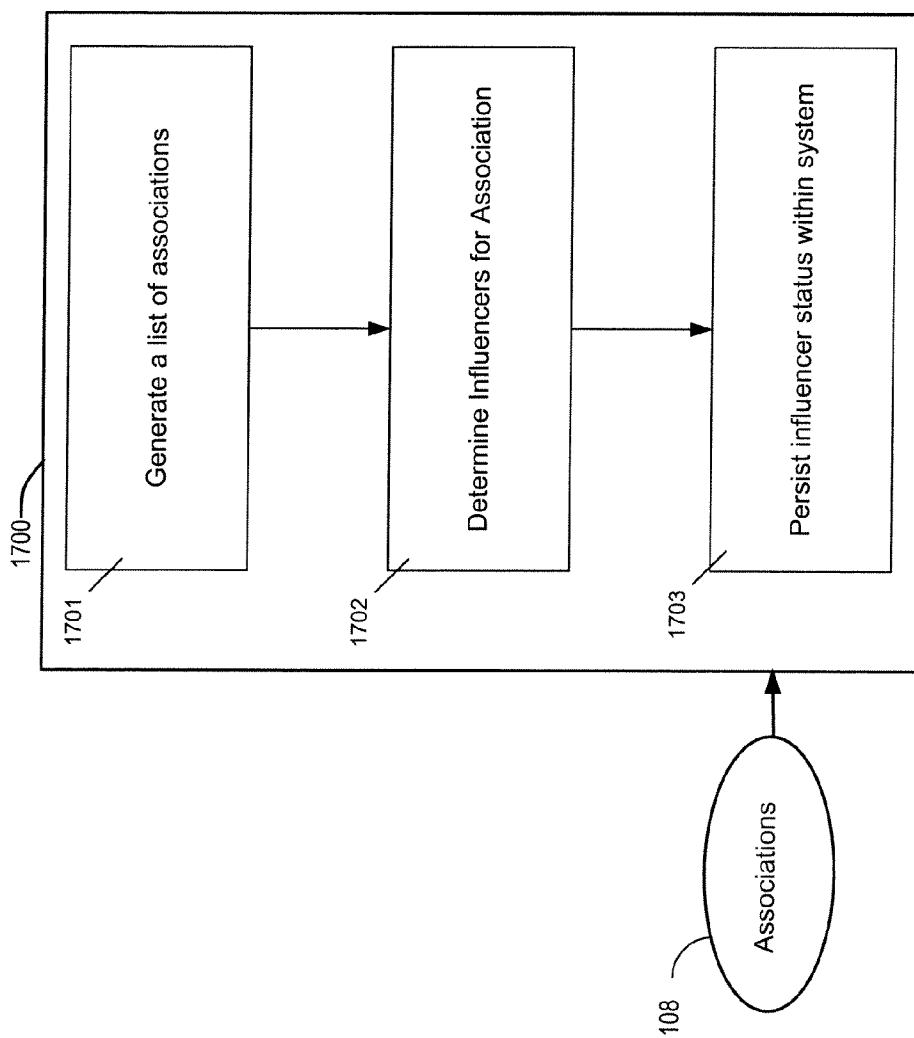 1700
1701
Generate a list of associations
1702
Determine Influencers for Association
1703
Persist influencer status within system
108
Associations